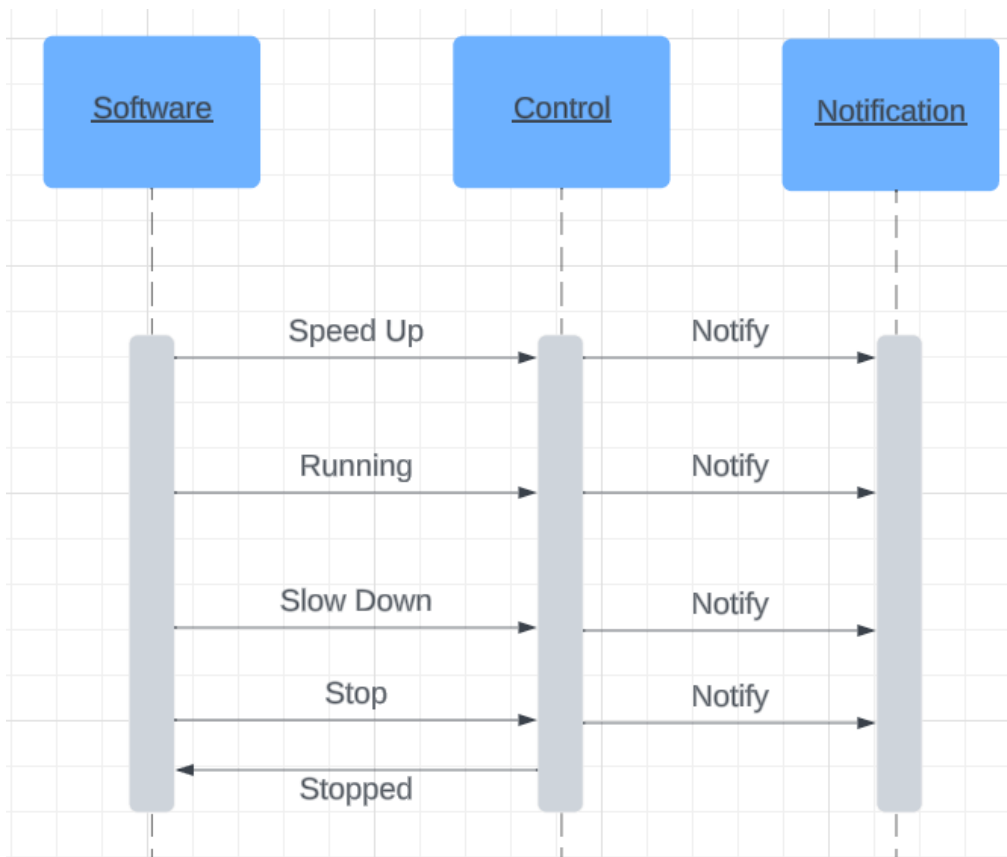 Software
Control
Notification
Speed Up
Notify
Running
Notify
Slow Down
Notify
Stop
Notify
Stopped